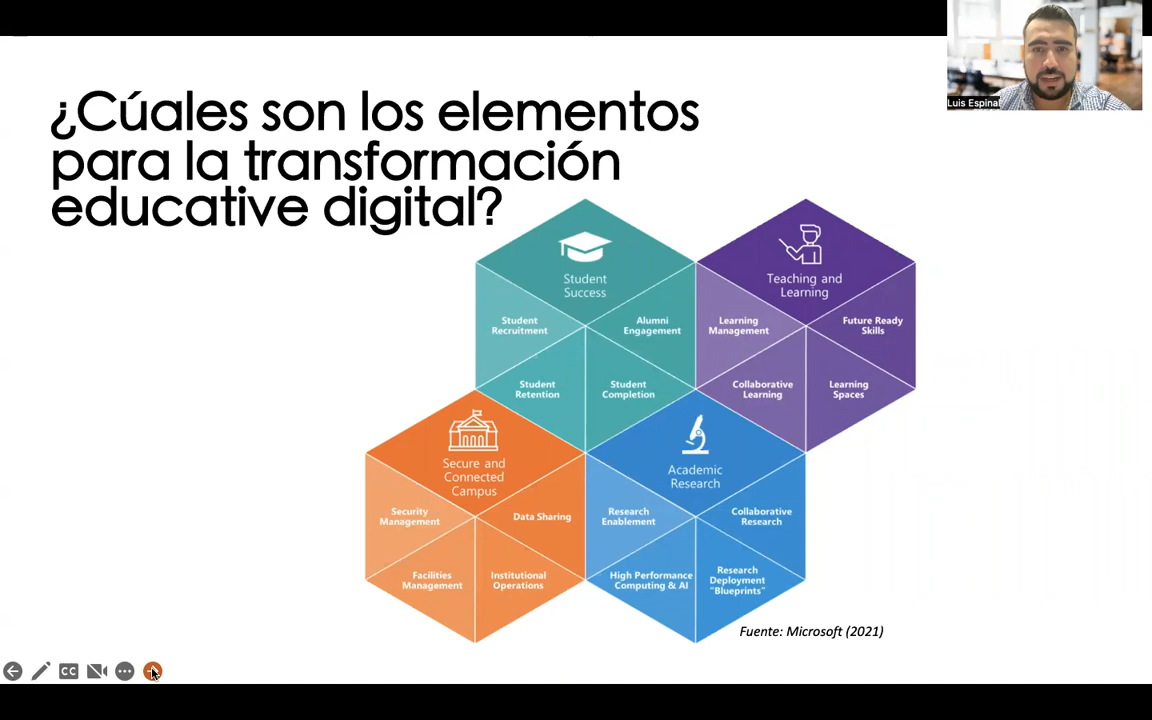 Luis Espinal
¿Cúales son los elementos
para la transformación
educative digital?
Student
Success
Student
Recruitment
Alumni
Engagement
Student
Retention
Student
Completion
Teaching and
Learning
Learning
Management
Future Ready
Skills
Collaborative
Learning
Learning
Spaces
Secure and
Connected
Campus
Security
Management
Data Sharing
Facilities
Management
Institutional
Operations
Academic
Research
Research
Enablement
Collaborative
Research
High Performance
Computing & AI
Research
Deployment
"Blueprints"
Fuente: Microsoft (2021)
CC